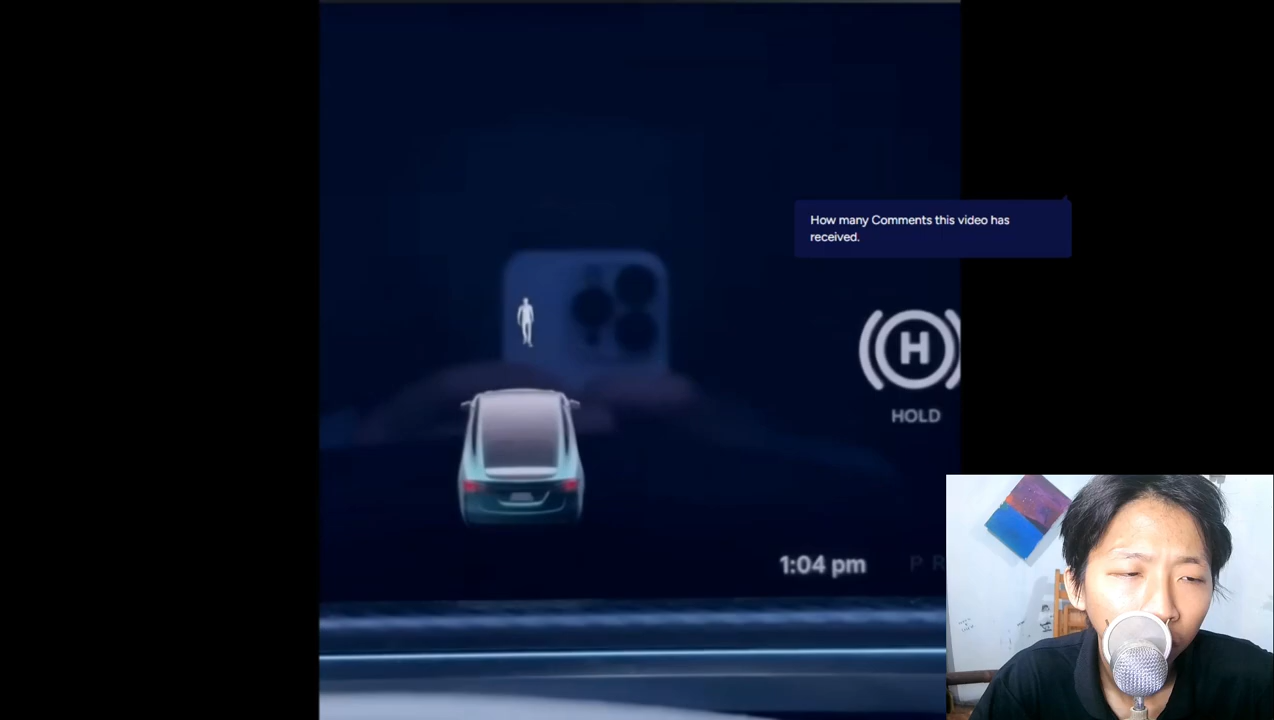 How many Comments this video has
received.
H
HOLD
1:04 pm
P R